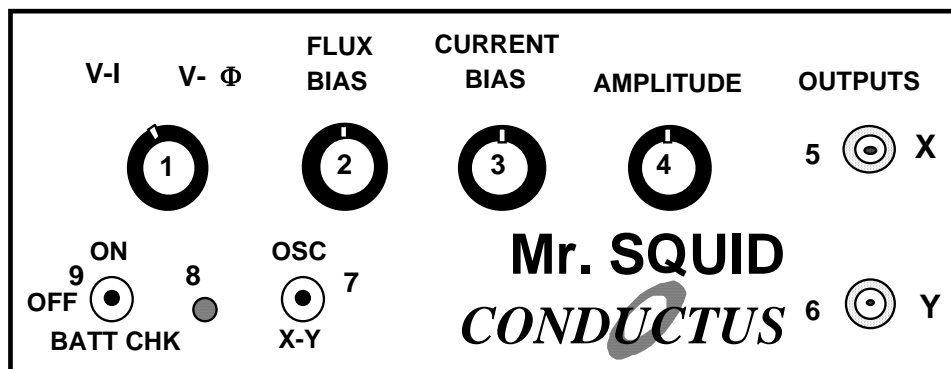 V-I V- Φ FLUX BIAS CURRENT BIAS AMPLITUDE OUTPUTS
1 2 3 4 5 X
ON OSC Mr. SQUID
9 8 7
OFF 6 Y
BATT CHK X-Y CONDUCTUS